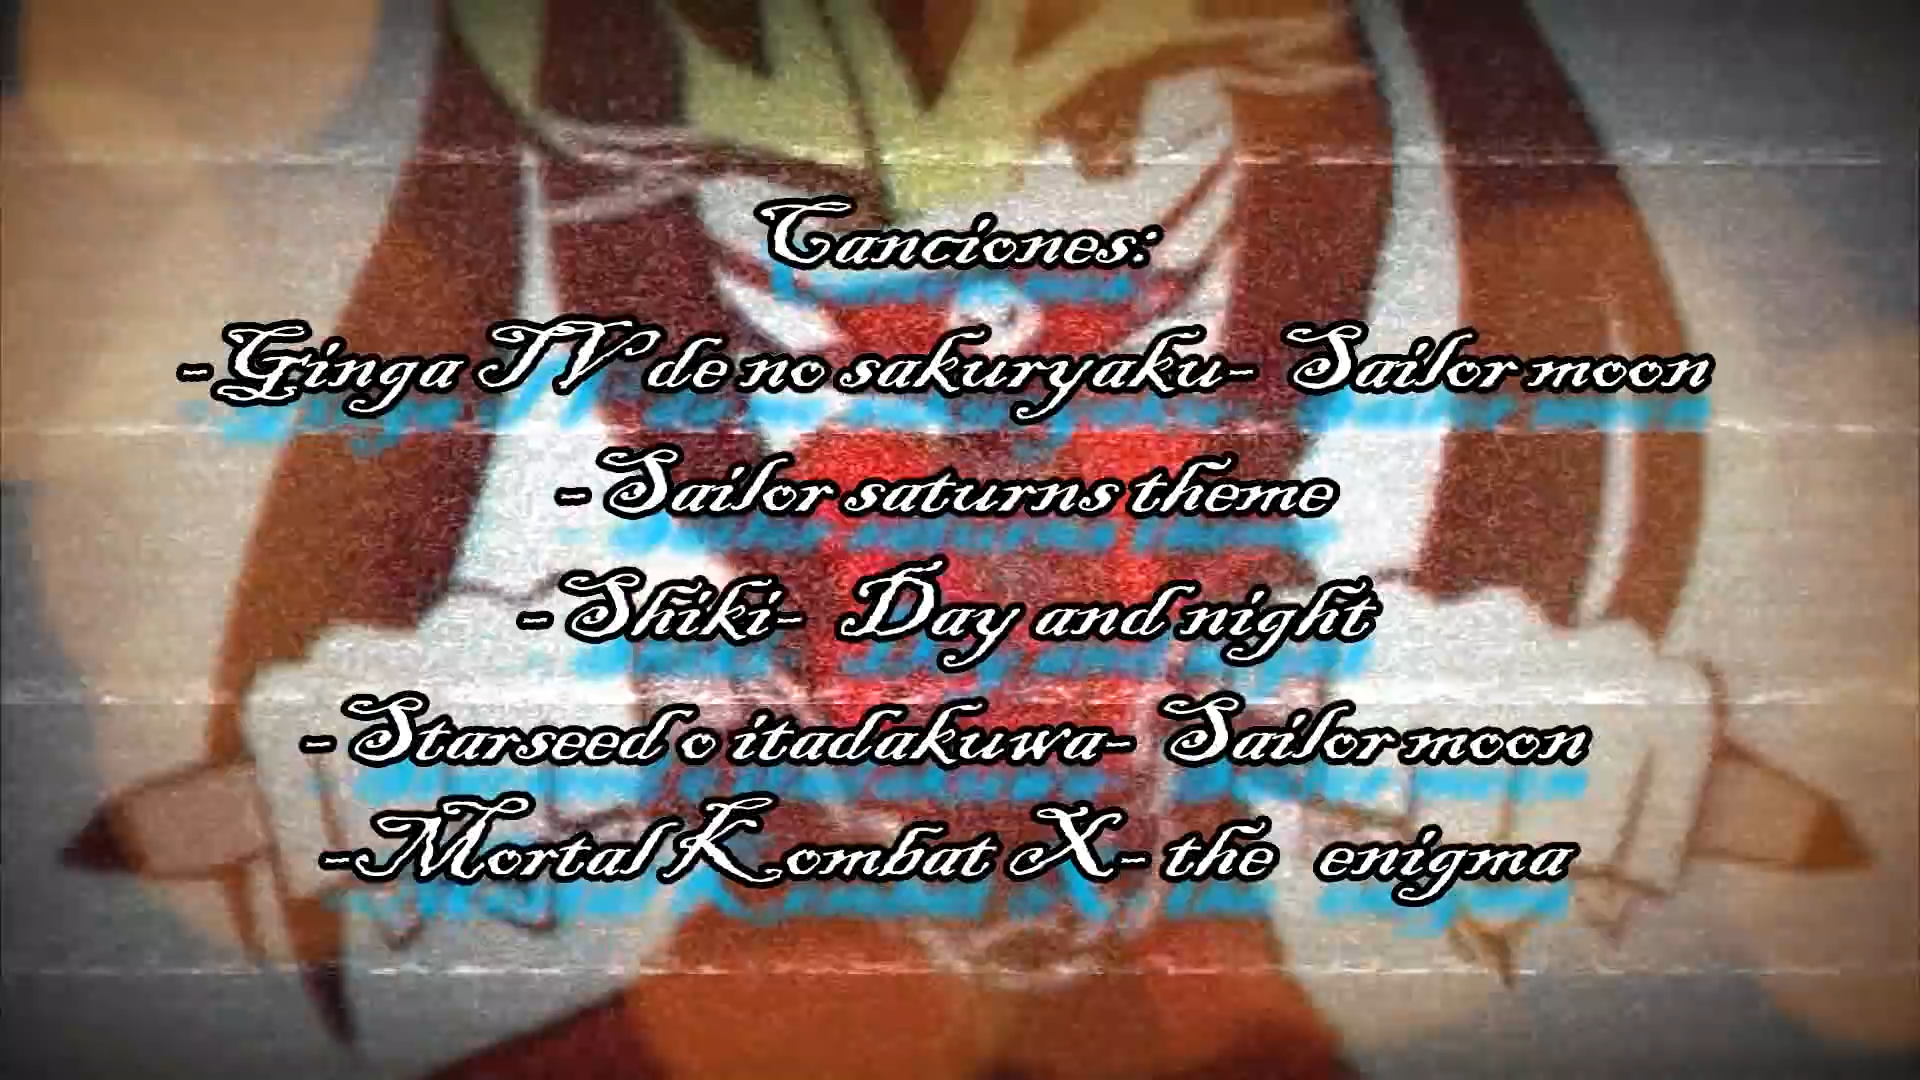 Canciones:
-Ginga TV de no sakuryaku- Sailor moon
-Sailor saturns theme
-Shiki- Day and night
-Starseed o itadakuwa- Sailor moon
-Mortal Kombat X- the enigma